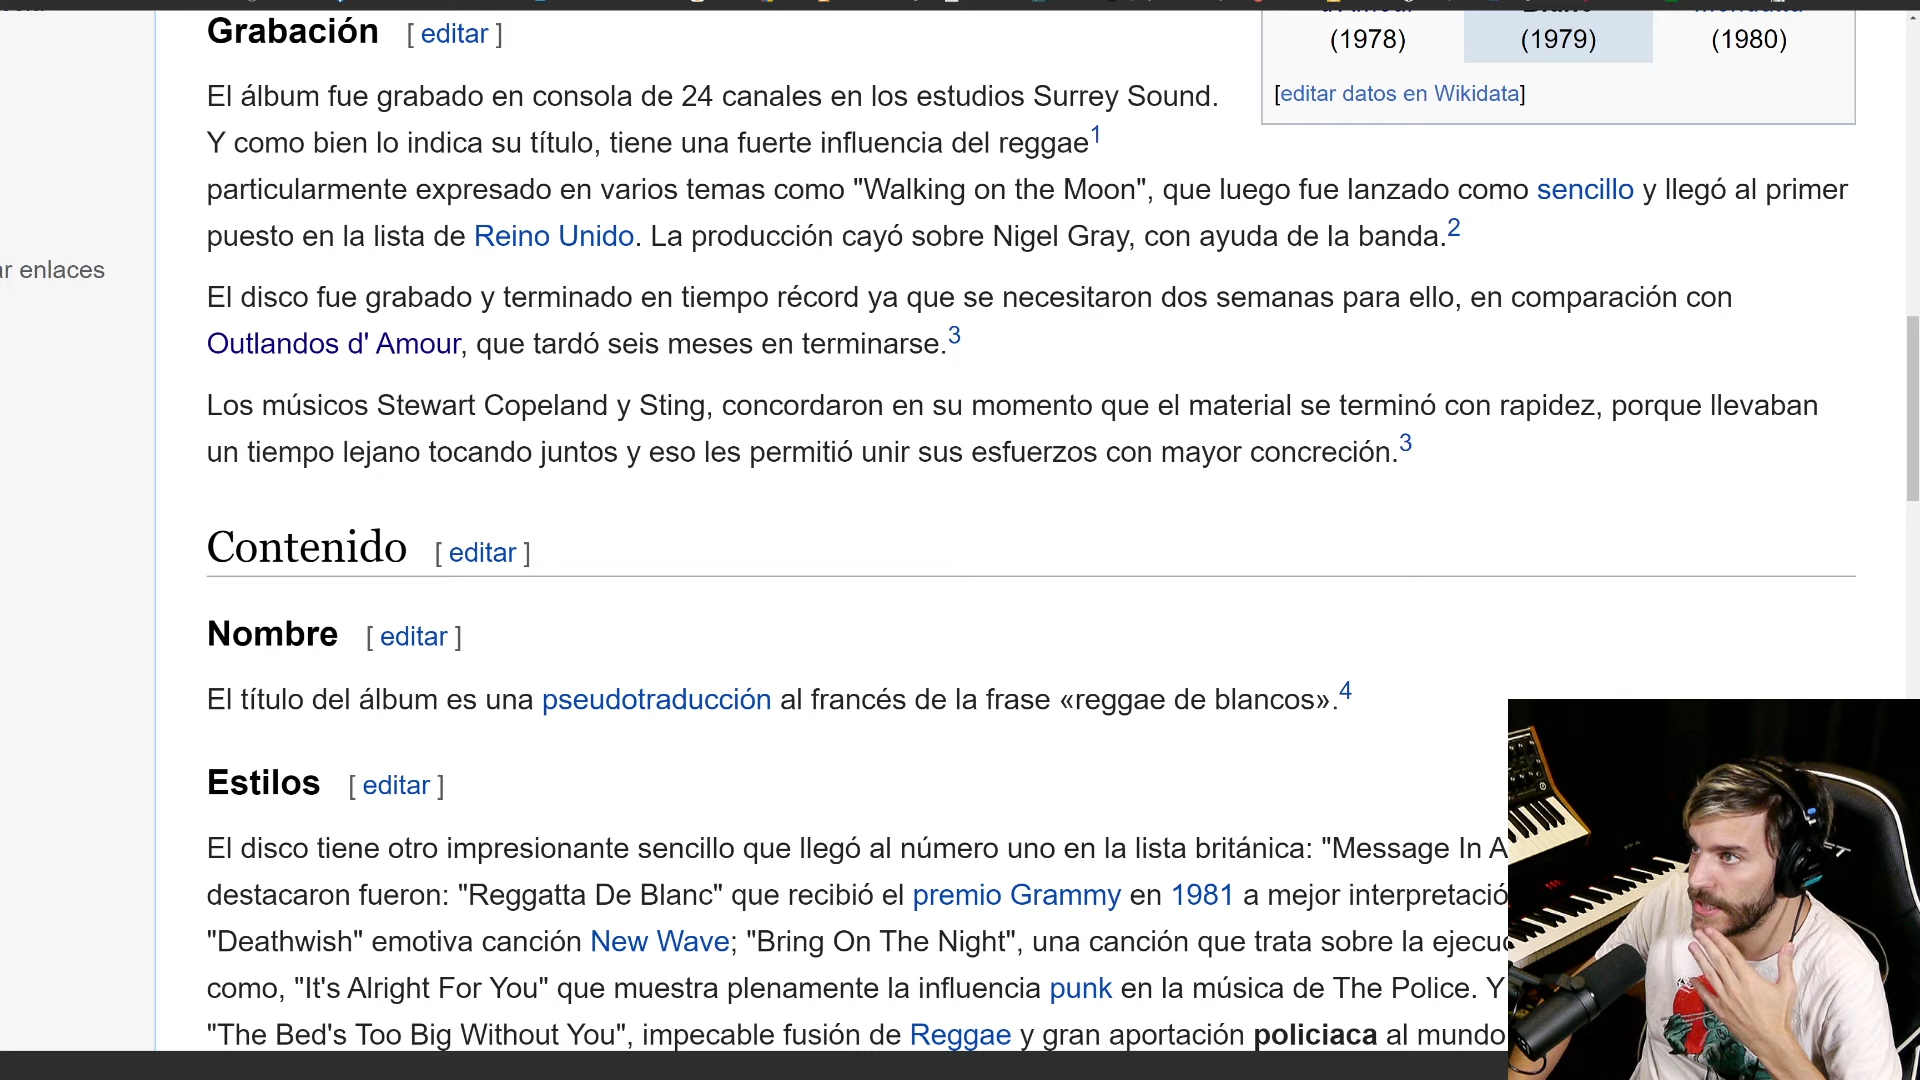 Grabación [ editar ]
(1978) (1979) (1980)
[editar datos en Wikidata]
El álbum fue grabado en consola de 24 canales en los estudios Surrey Sound.
Y como bien lo indica su título, tiene una fuerte influencia del reggae1
particularmente expresado en varios temas como "Walking on the Moon", que luego fue lanzado como sencillo y llegó al primer
puesto en la lista de Reino Unido. La producción cayó sobre Nigel Gray, con ayuda de la banda.2
ar enlaces
El disco fue grabado y terminado en tiempo récord ya que se necesitaron dos semanas para ello, en comparación con
Outlandos d' Amour, que tardó seis meses en terminarse.3
Los músicos Stewart Copeland y Sting, concordaron en su momento que el material se terminó con rapidez, porque llevaban
un tiempo lejano tocando juntos y eso les permitió unir sus esfuerzos con mayor concreción.3
Contenido [ editar ]
Nombre [ editar ]
El título del álbum es una pseudotraducción al francés de la frase «reggae de blancos».4
Estilos [ editar ]
El disco tiene otro impresionante sencillo que llegó al número uno en la lista británica: "Message In A
destacaron fueron: "Reggatta De Blanc" que recibió el premio Grammy en 1981 a mejor interpretació
"Deathwish" emotiva canción New Wave; "Bring On The Night", una canción que trata sobre la ejecuc
como, "It's Alright For You" que muestra plenamente la influencia punk en la música de The Police. Y
"The Bed's Too Big Without You", impecable fusión de Reggae y gran aportación policiaca al mundo